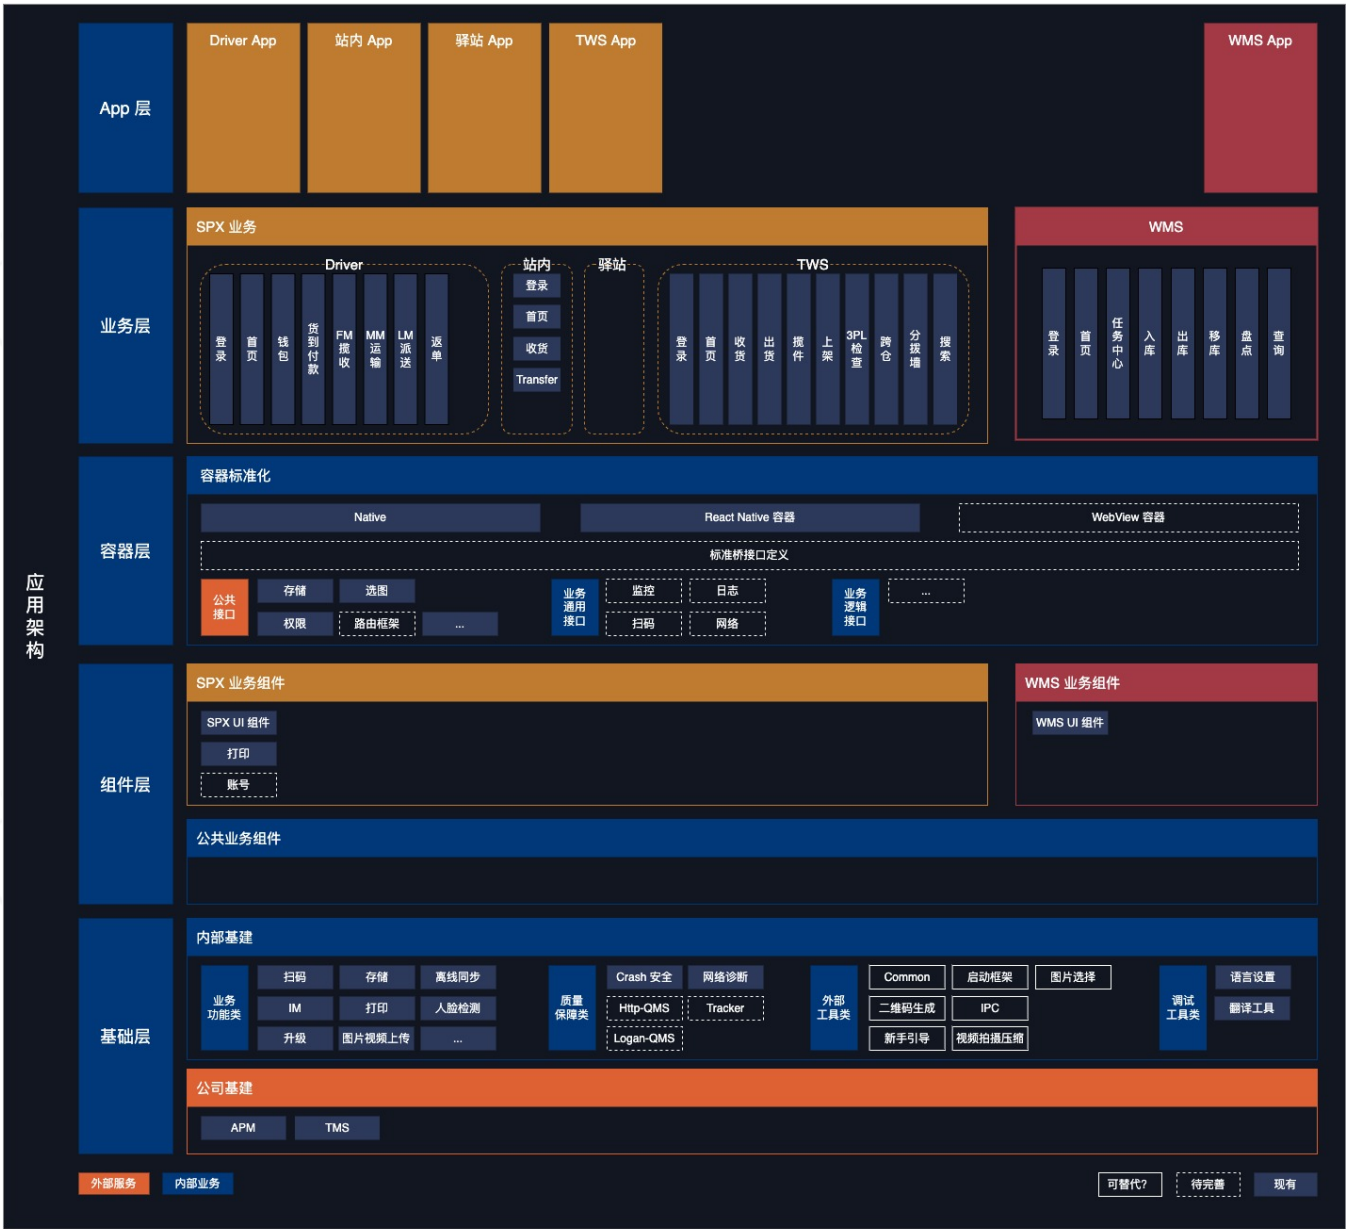 应用架构
App 层
Driver App
站内 App
驿站 App
TWS App
WMS App
业务层
SPX 业务
Driver
登录
首页
钱包
货到付款
FM揽收
MM运输
LM派送
返单
站内
登录
首页
收货
Transfer
驿站
TWS
登录
首页
收货
出货
揽件
上架
3PL检查
跨仓
分拨墙
搜索
WMS
登录
首页
任务中心
入库
出库
移库
盘点
查询
容器层
容器标准化
Native
React Native 容器
WebView 容器
标准桥接口定义
公共
接口
存储
选图
权限
路由框架
...
业务
通用
接口
监控
日志
扫码
网络
业务
逻辑
接口
...
组件层
SPX 业务组件
SPX UI 组件
打印
账号
WMS 业务组件
WMS UI 组件
公共业务组件
基础层
内部基建
业务
功能类
扫码
存储
离线同步
IM
打印
人脸检测
升级
图片视频上传
...
质量
保障类
Crash 安全
网络诊断
Http-QMS
Tracker
Logan-QMS
外部
工具类
Common
启动框架
图片选择
二维码生成
IPC
新手引导
视频拍摄压缩
调试
工具类
语言设置
翻译工具
公司基建
APM
TMS
外部服务
内部业务
可替代?
待完善
现有